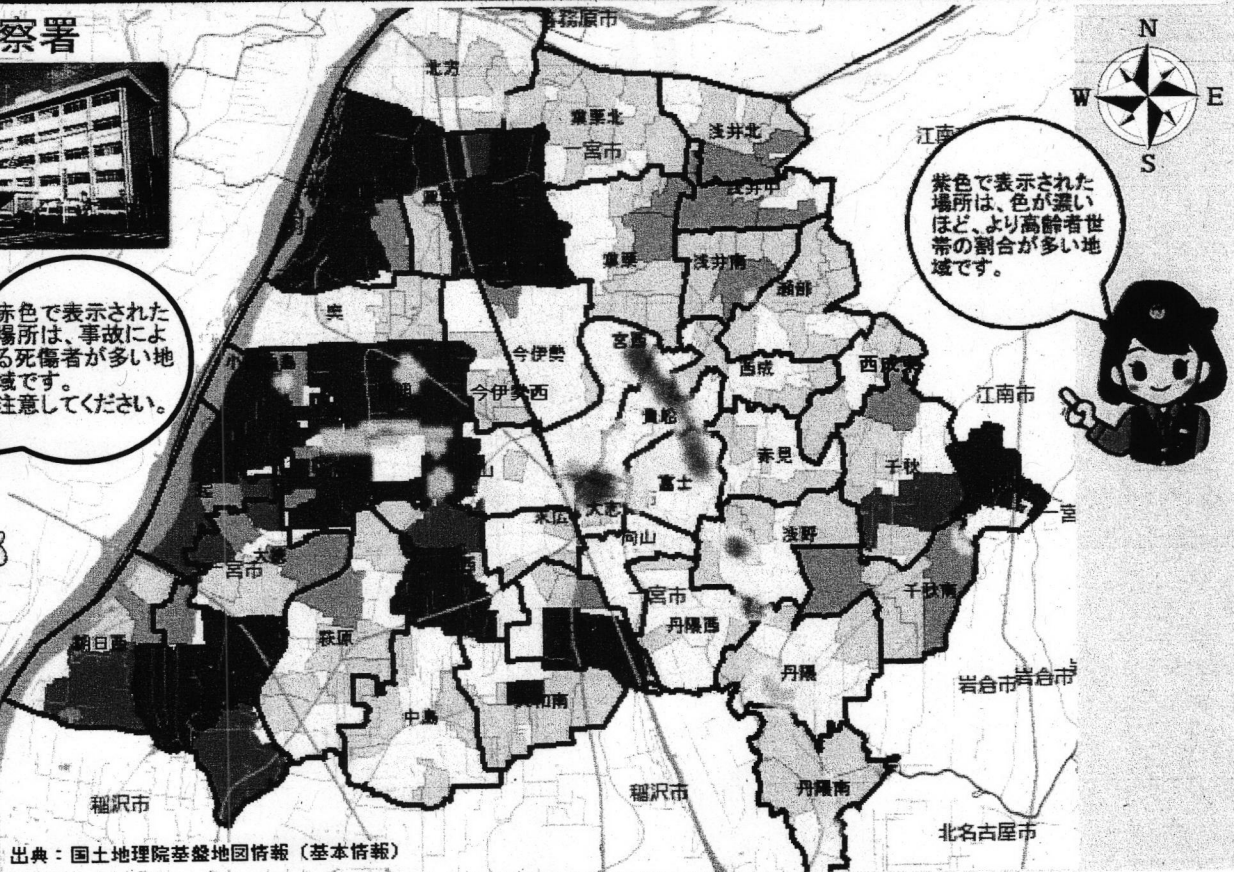 察署
赤色で表示された
場所は、事故によ
る死傷者が多い地
域です。
注意してください。
紫色で表示された
場所は、色が濃い
ほど、より高齢者世
帯の割合が多い地
域です。
N
W
E
S
北方
葉栗北
浅井北
一宮市
浅井中
葉栗
浅井南
瀬部
奥
今伊勢
宮西
西成
西成東
今伊勢西
江南市
貴船
赤見
千秋
富士
大志
末広
向山
浅野
一宮市
一宮市
千秋南
朝日西
萩原
丹陽西
丹陽
岩倉市
岩倉市
中島
大和南
稲沢市
稲沢市
丹陽南
北名古屋市
出典：国土地理院基盤地図情報（基本情報）